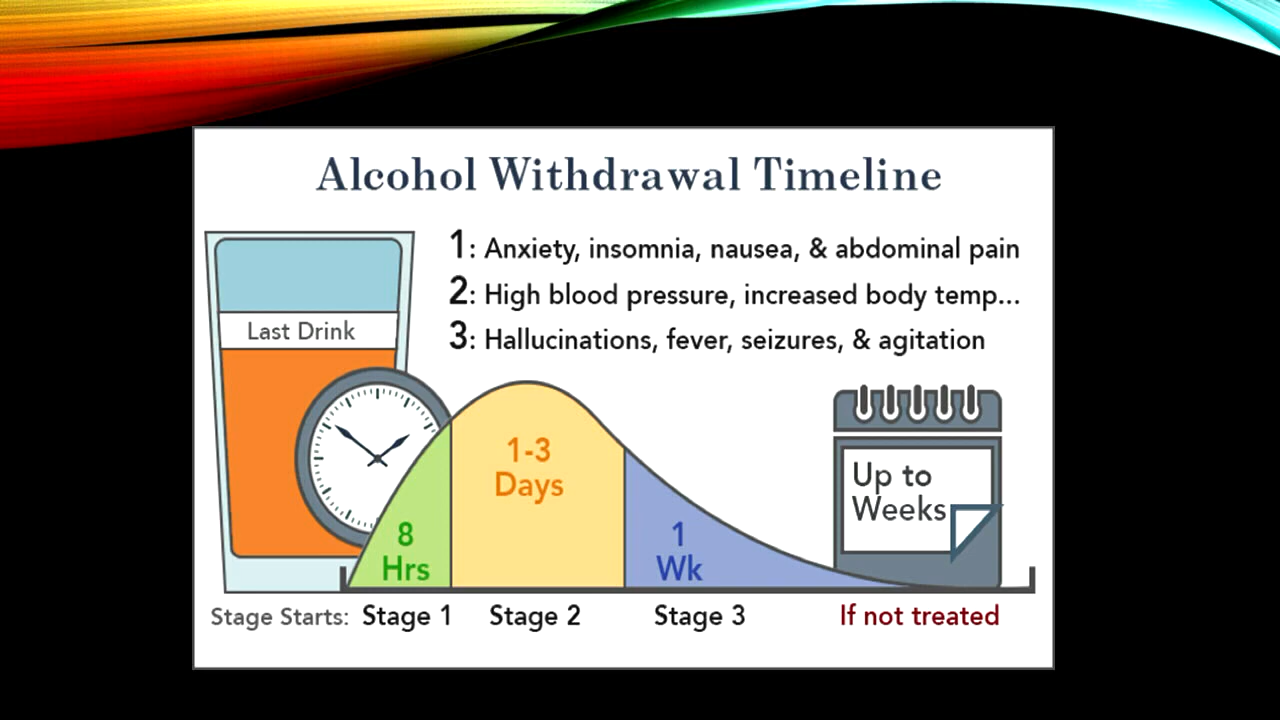 Alcohol Withdrawal Timeline
1: Anxiety, insomnia, nausea, & abdominal pain
2: High blood pressure, increased body temp...
3: Hallucinations, fever, seizures, & agitation
Last Drink
8
Hrs
1-3
Days
1
Wk
Up to
Weeks
Stage Starts: Stage 1 Stage 2 Stage 3 If not treated